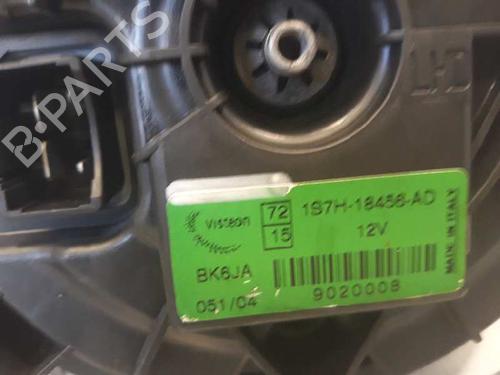 B-PARTS
LHD
Visteon
72
15
1S7H-18456-AD
12V
BK6JA
051/04
9020008
MADE IN ITALY